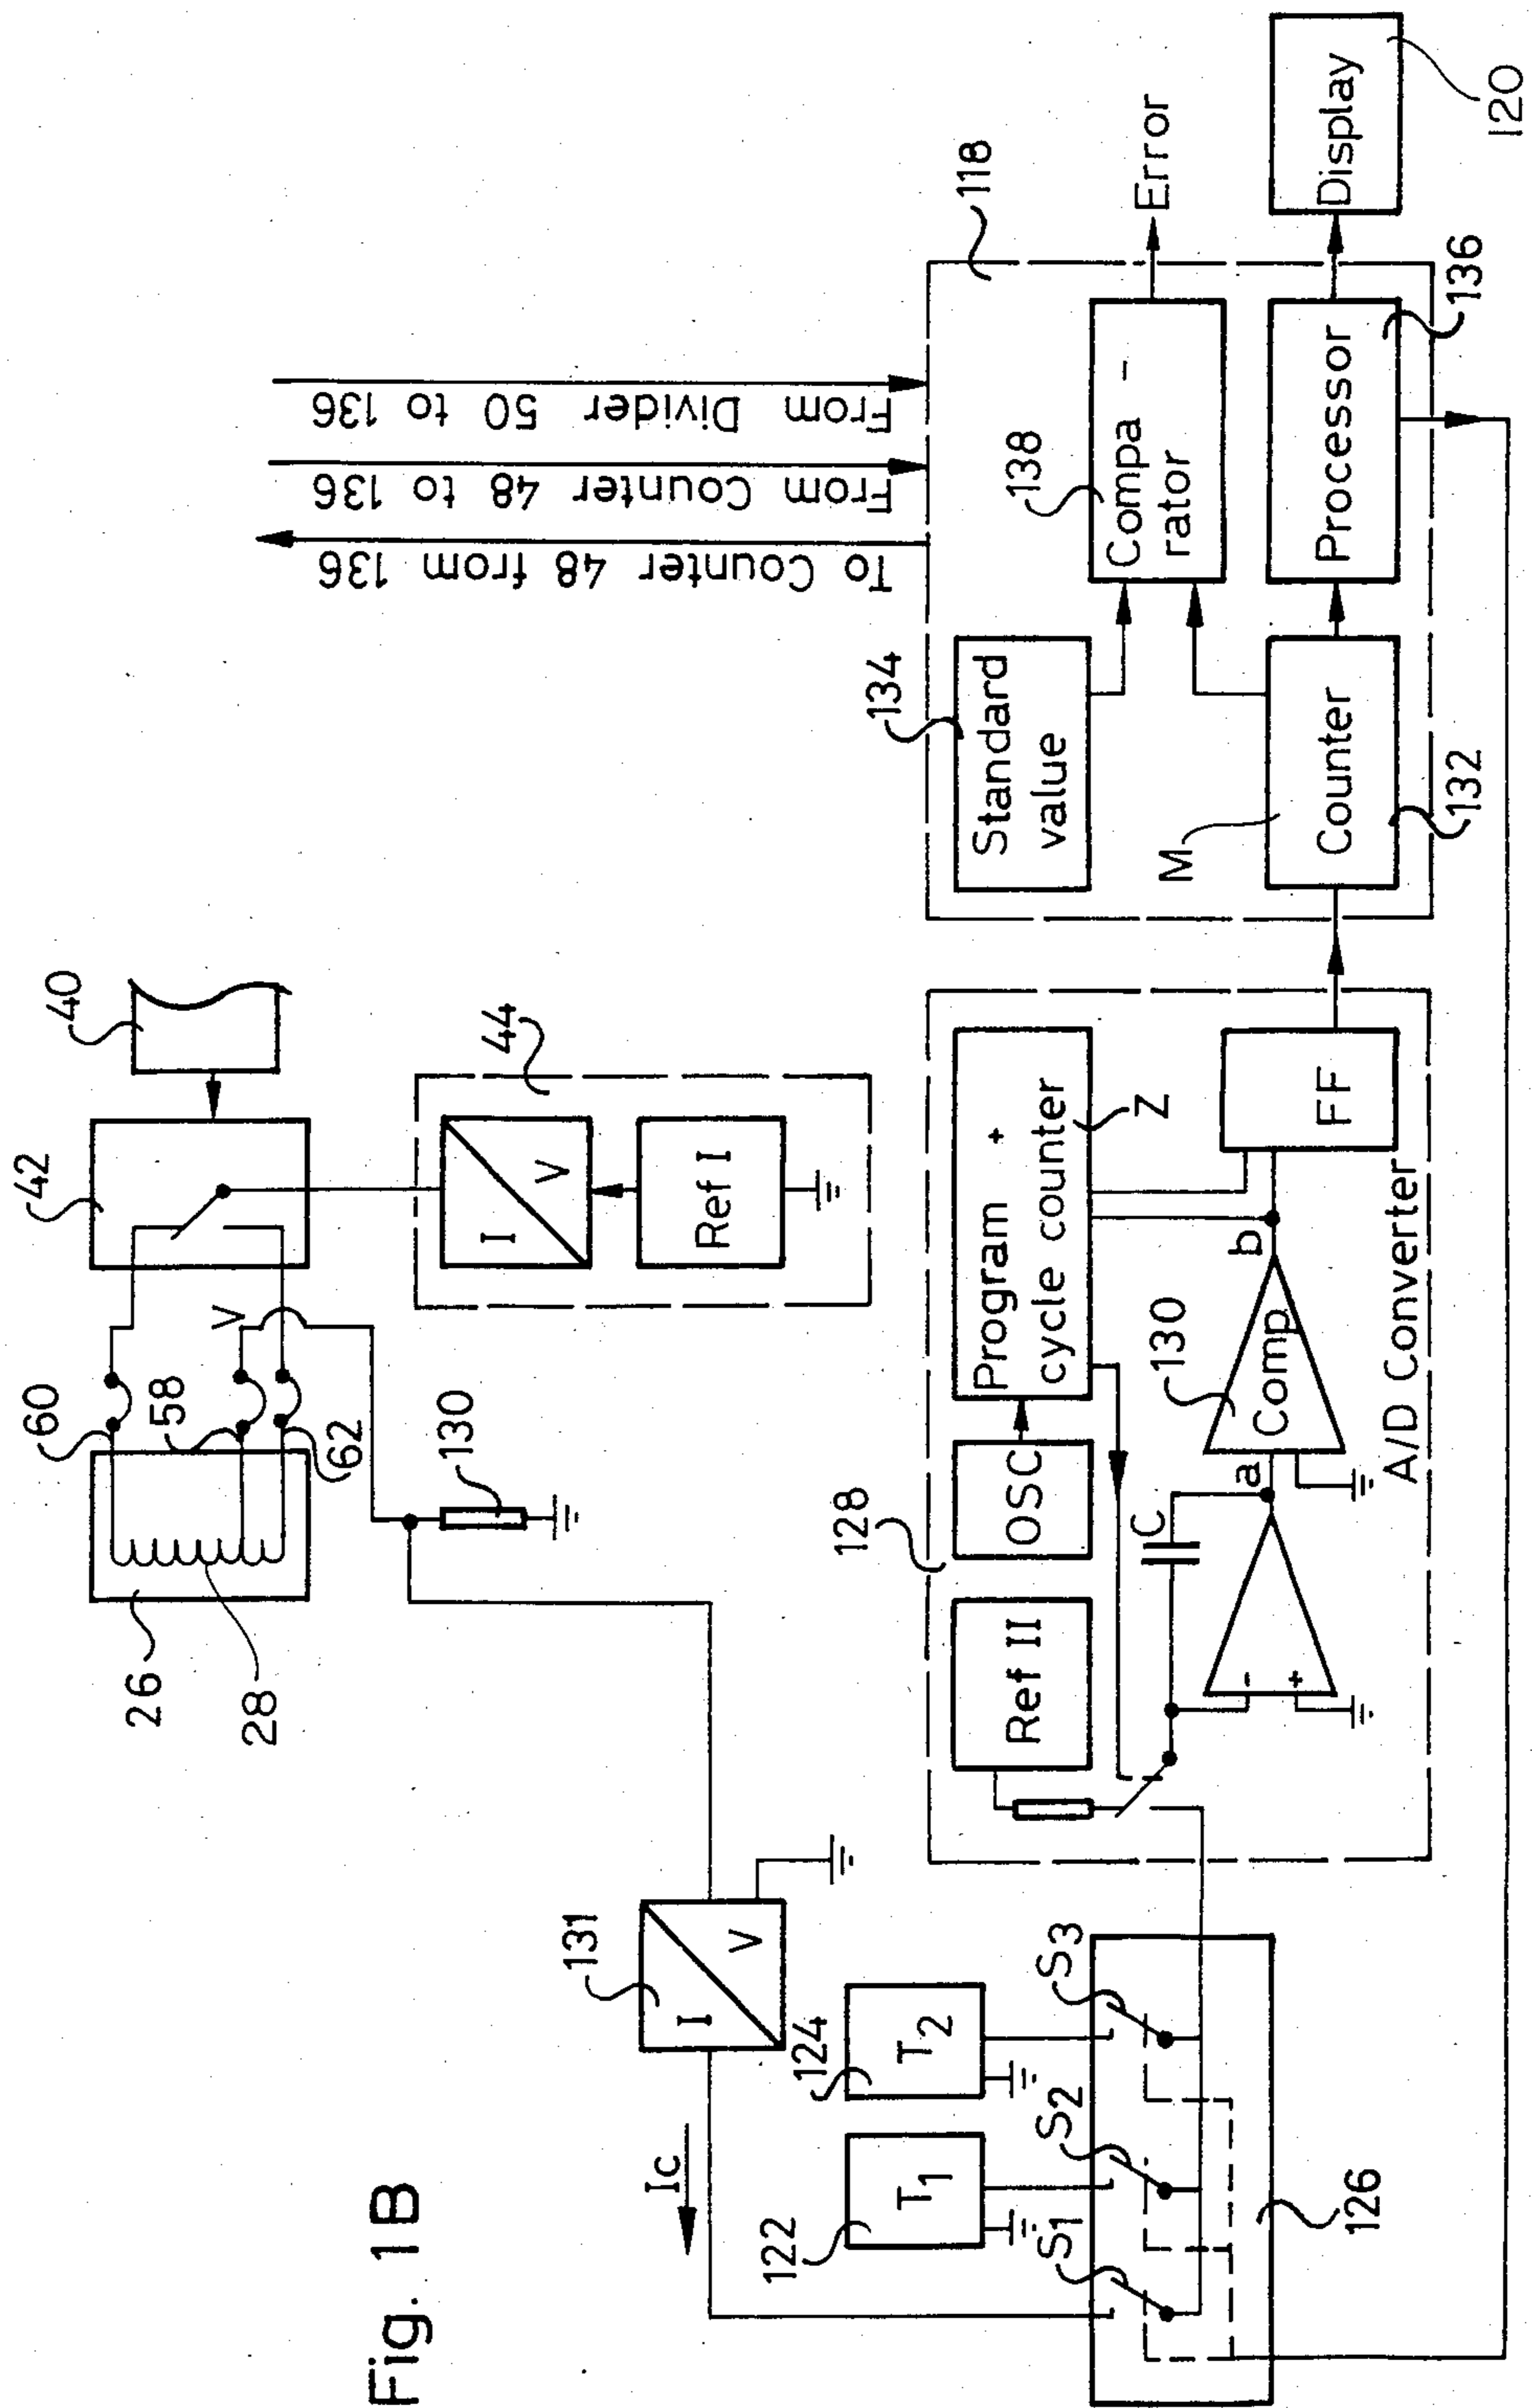 Fig. 1B
26
28
60
58
62
V
42
40
44
I
V
Ref I
130
131
I
V
Ic
122
T1
124
T2
S1
S2
S3
126
128
Ref II
OSC
Program +
cycle counter
Z
C
-
+
a
130
Comp.
b
FF
A/D Converter
To Counter 48 from 136
From Counter 48 to 136
From Divider 50 to 136
118
134
Standard
value
138
Compa -
rator
Error
M
Counter
132
Processor
136
Display
120